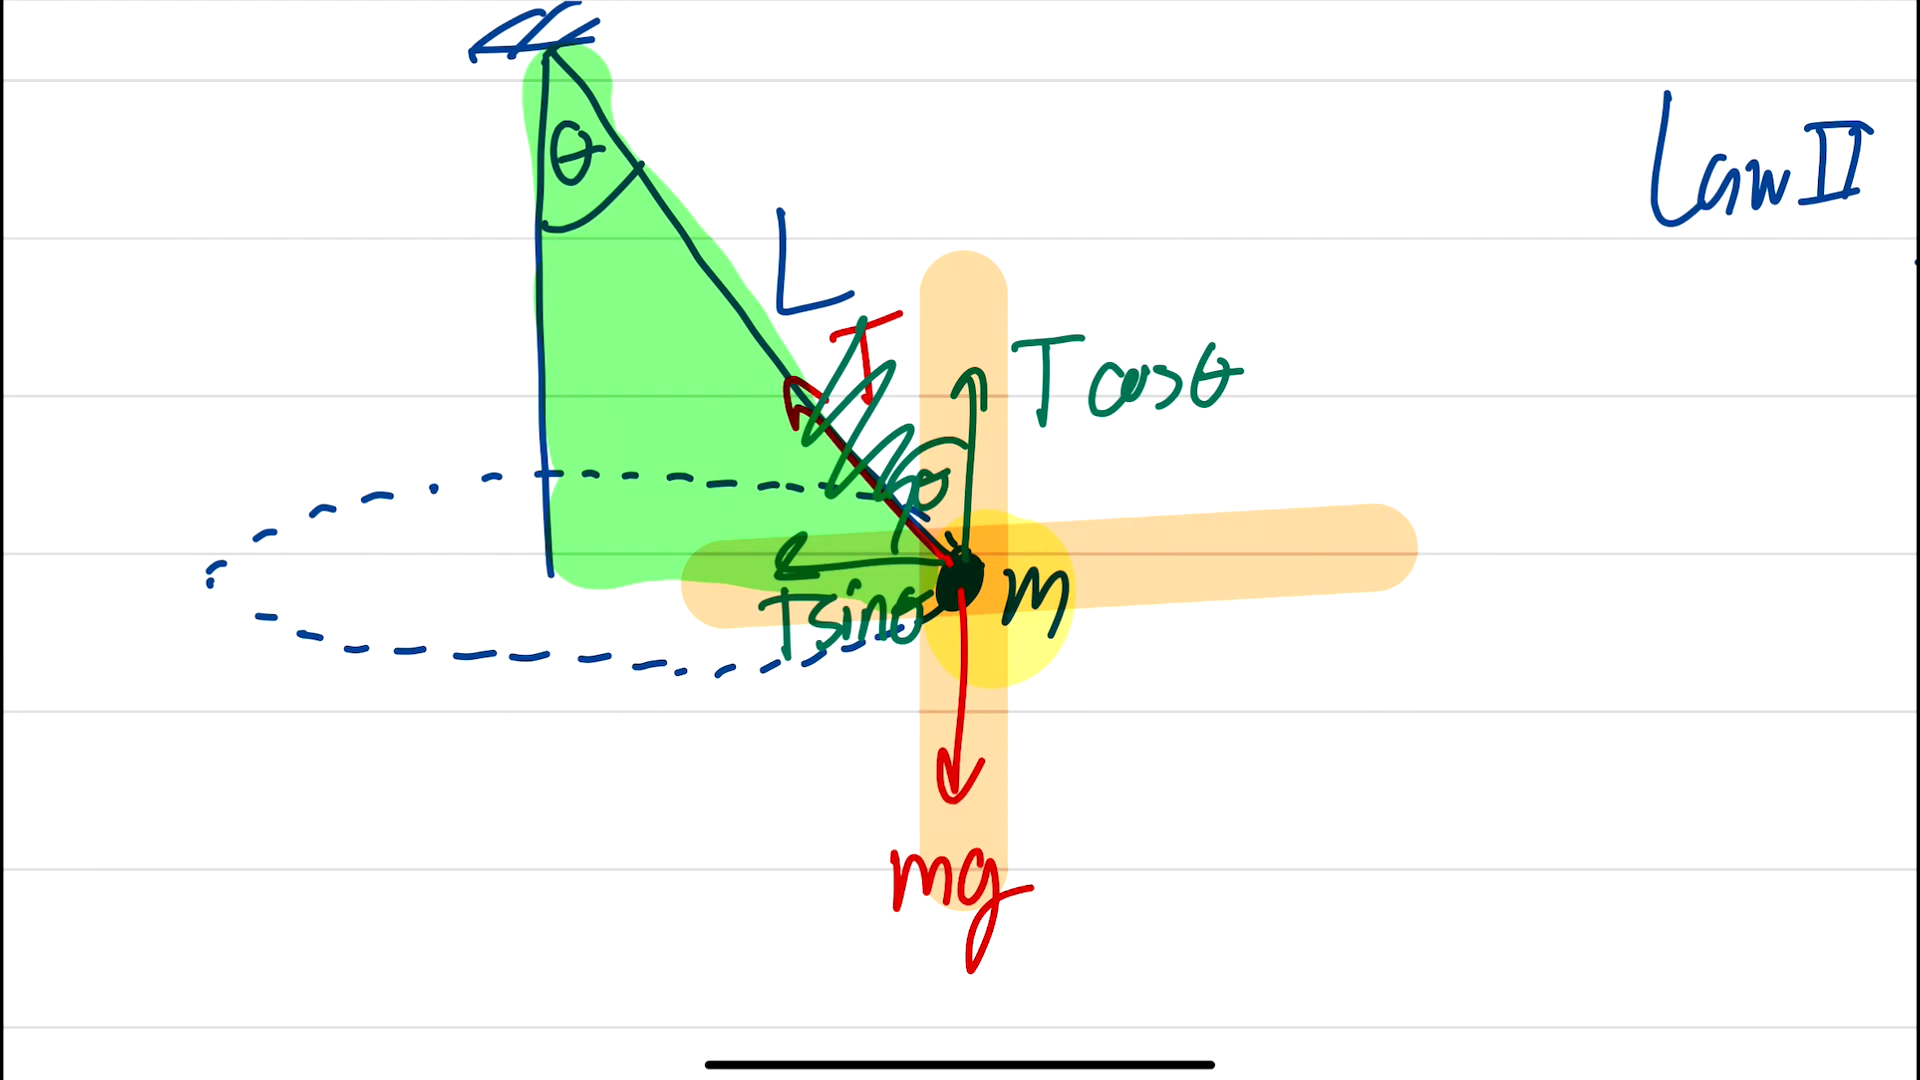 Law II
θ
L
T
T cosθ
θ
T sinθ
m
mg